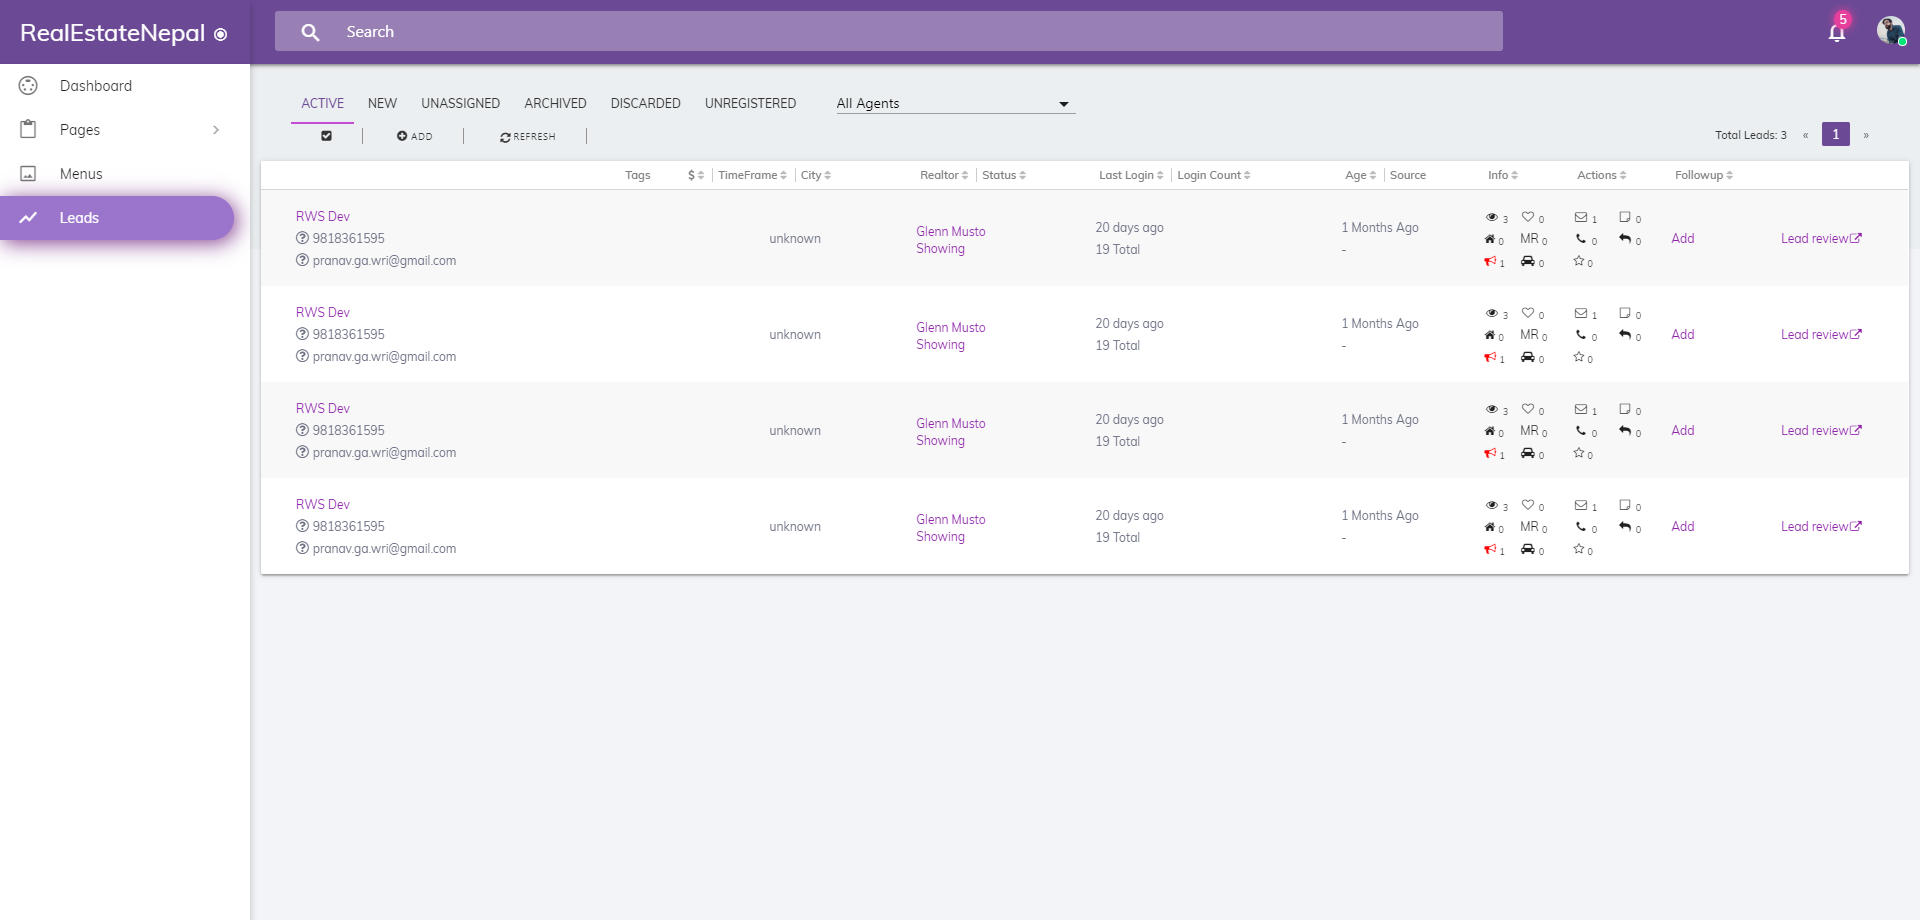 RealEstateNepal
Search
5
Dashboard
Pages
Menus
Leads
ACTIVE NEW UNASSIGNED ARCHIVED DISCARDED UNREGISTERED All Agents
ADD REFRESH
Total Leads: 3 « 1 »
Tags $ TimeFrame City Realtor Status Last Login Login Count Age Source Info Actions Followup
RWS Dev
9818361595
pranav.ga.wri@gmail.com
unknown
Glenn Musto
Showing
20 days ago
19 Total
1 Months Ago
-
3 0 1 0
0 MR 0 0 0
1 0 0
Add
Lead review
RWS Dev
9818361595
pranav.ga.wri@gmail.com
unknown
Glenn Musto
Showing
20 days ago
19 Total
1 Months Ago
-
3 0 1 0
0 MR 0 0 0
1 0 0
Add
Lead review
RWS Dev
9818361595
pranav.ga.wri@gmail.com
unknown
Glenn Musto
Showing
20 days ago
19 Total
1 Months Ago
-
3 0 1 0
0 MR 0 0 0
1 0 0
Add
Lead review
RWS Dev
9818361595
pranav.ga.wri@gmail.com
unknown
Glenn Musto
Showing
20 days ago
19 Total
1 Months Ago
-
3 0 1 0
0 MR 0 0 0
1 0 0
Add
Lead review